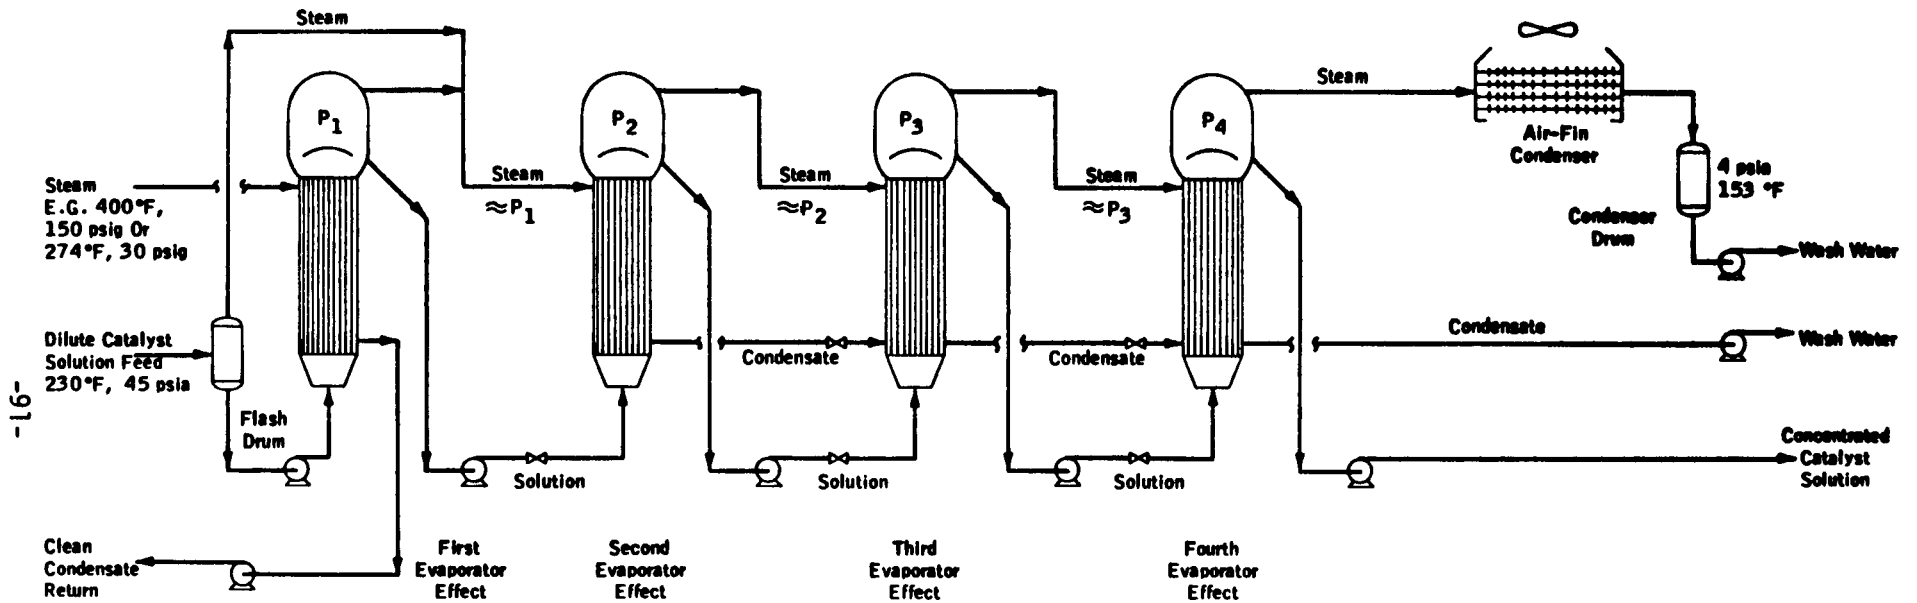 Steam
P1
P2
P3
P4
Steam
Air-Fin
Condenser
4 psia
153 °F
Condenser
Drum
Wash Water
Steam
E.G. 400°F,
150 psig Or
274°F, 30 psig
Steam
≈P1
Steam
≈P2
Steam
≈P3
Dilute Catalyst
Solution Feed
230°F, 45 psia
Flash
Drum
Condensate
Condensate
Condensate
Wash Water
-91-
Solution
Solution
Solution
Concentrated
Catalyst
Solution
Clean
Condensate
Return
First
Evaporator
Effect
Second
Evaporator
Effect
Third
Evaporator
Effect
Fourth
Evaporator
Effect